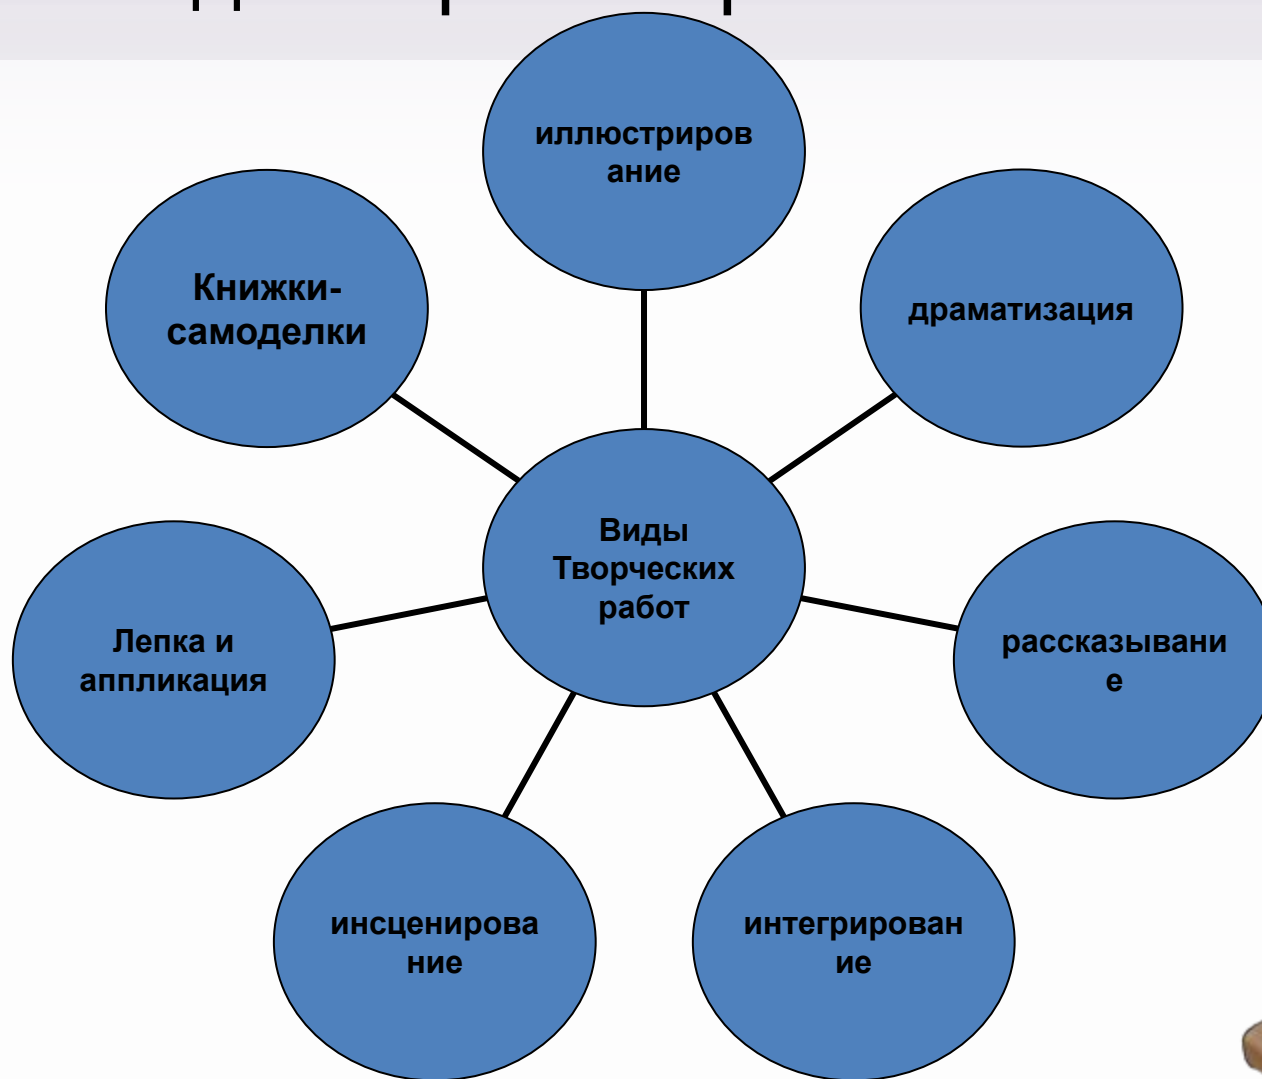 иллюстриров
ание
Книжки-
самоделки
драматизация
Виды
Творческих
работ
Лепка и
аппликация
рассказывани
е
инсценирова
ние
интегрирован
ие